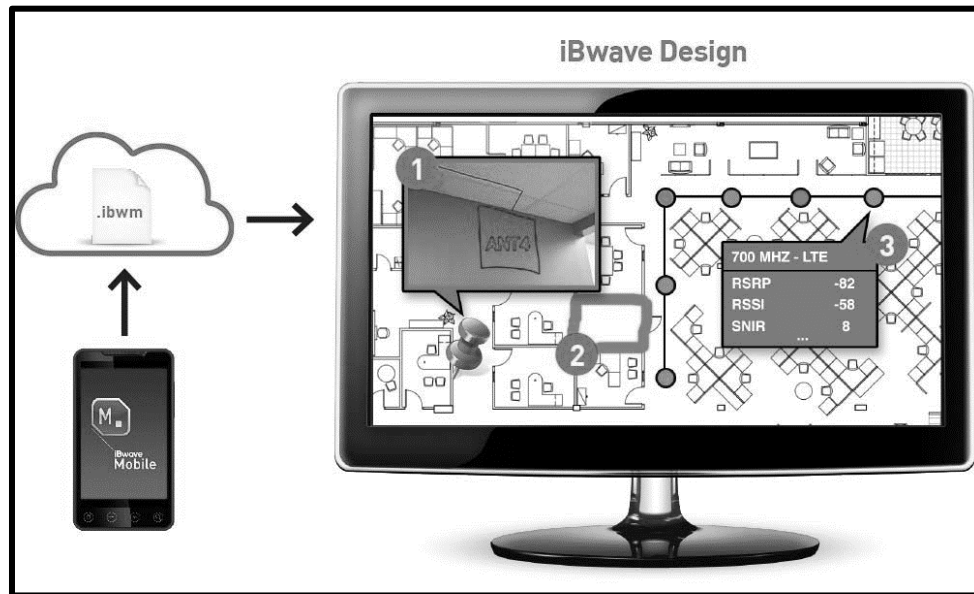 iBwave Design
.ibwm
1
ANT4
2
3
700 MHZ - LTE
RSRP -82
RSSI -58
SNIR 8
...
M.
iBwave
Mobile